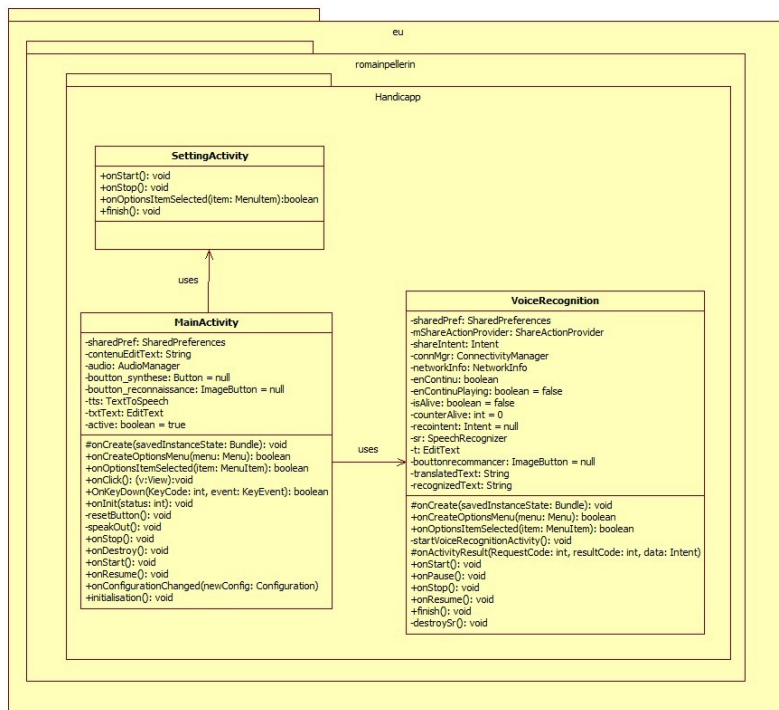 eu
romainpellerin
Handicapp
SettingActivity
+onStart(): void
+onStop(): void
+onOptionsItemSelected(item: MenuItem):boolean
+finish(): void
uses
MainActivity
-sharedPref: SharedPreferences
-contenuEditText: String
-audio: AudioManager
-boutton_synthese: Button = null
-boutton_reconnaissance: ImageButton = null
-tts: TextToSpeech
-txtText: EditText
-active: boolean = true
#onCreate(savedInstanceState: Bundle): void
+onCreateOptionsMenu(menu: Menu): boolean
+onOptionsItemSelected(item: MenuItem): boolean
+onClick(): (v:View):void
+OnKeyDown(KeyCode: int, event: KeyEvent): boolean
+onInit(status: int): void
-resetButton(): void
-speakOut(): void
+onStop(): void
+onDestroy(): void
+onStart(): void
+onResume(): void
+onConfigurationChanged(newConfig: Configuration)
+initialisation(): void
uses
VoiceRecognition
-sharedPref: SharedPreferences
-mShareActionProvider: ShareActionProvider
-shareIntent: Intent
-connMgr: ConnectivityManager
-networkInfo: NetworkInfo
-enContinu: boolean
-enContinuPlaying: boolean = false
-isAlive: boolean = false
-counterAlive: int = 0
-recointent: Intent = null
-sr: SpeechRecognizer
-t: EditText
-bouttonrecommancer: ImageButton = null
-translatedText: String
-recognizedText: String
#onCreate(savedInstanceState: Bundle): void
+onCreateOptionsMenu(menu: Menu): boolean
+onOptionsItemSelected(item: MenuItem): boolean
-startVoiceRecognitionActivity(): void
#onActivityResult(RequestCode: int, resultCode: int, data: Intent)
+onStart(): void
+onPause(): void
+onStop(): void
+onResume(): void
+finish(): void
-destroySr(): void